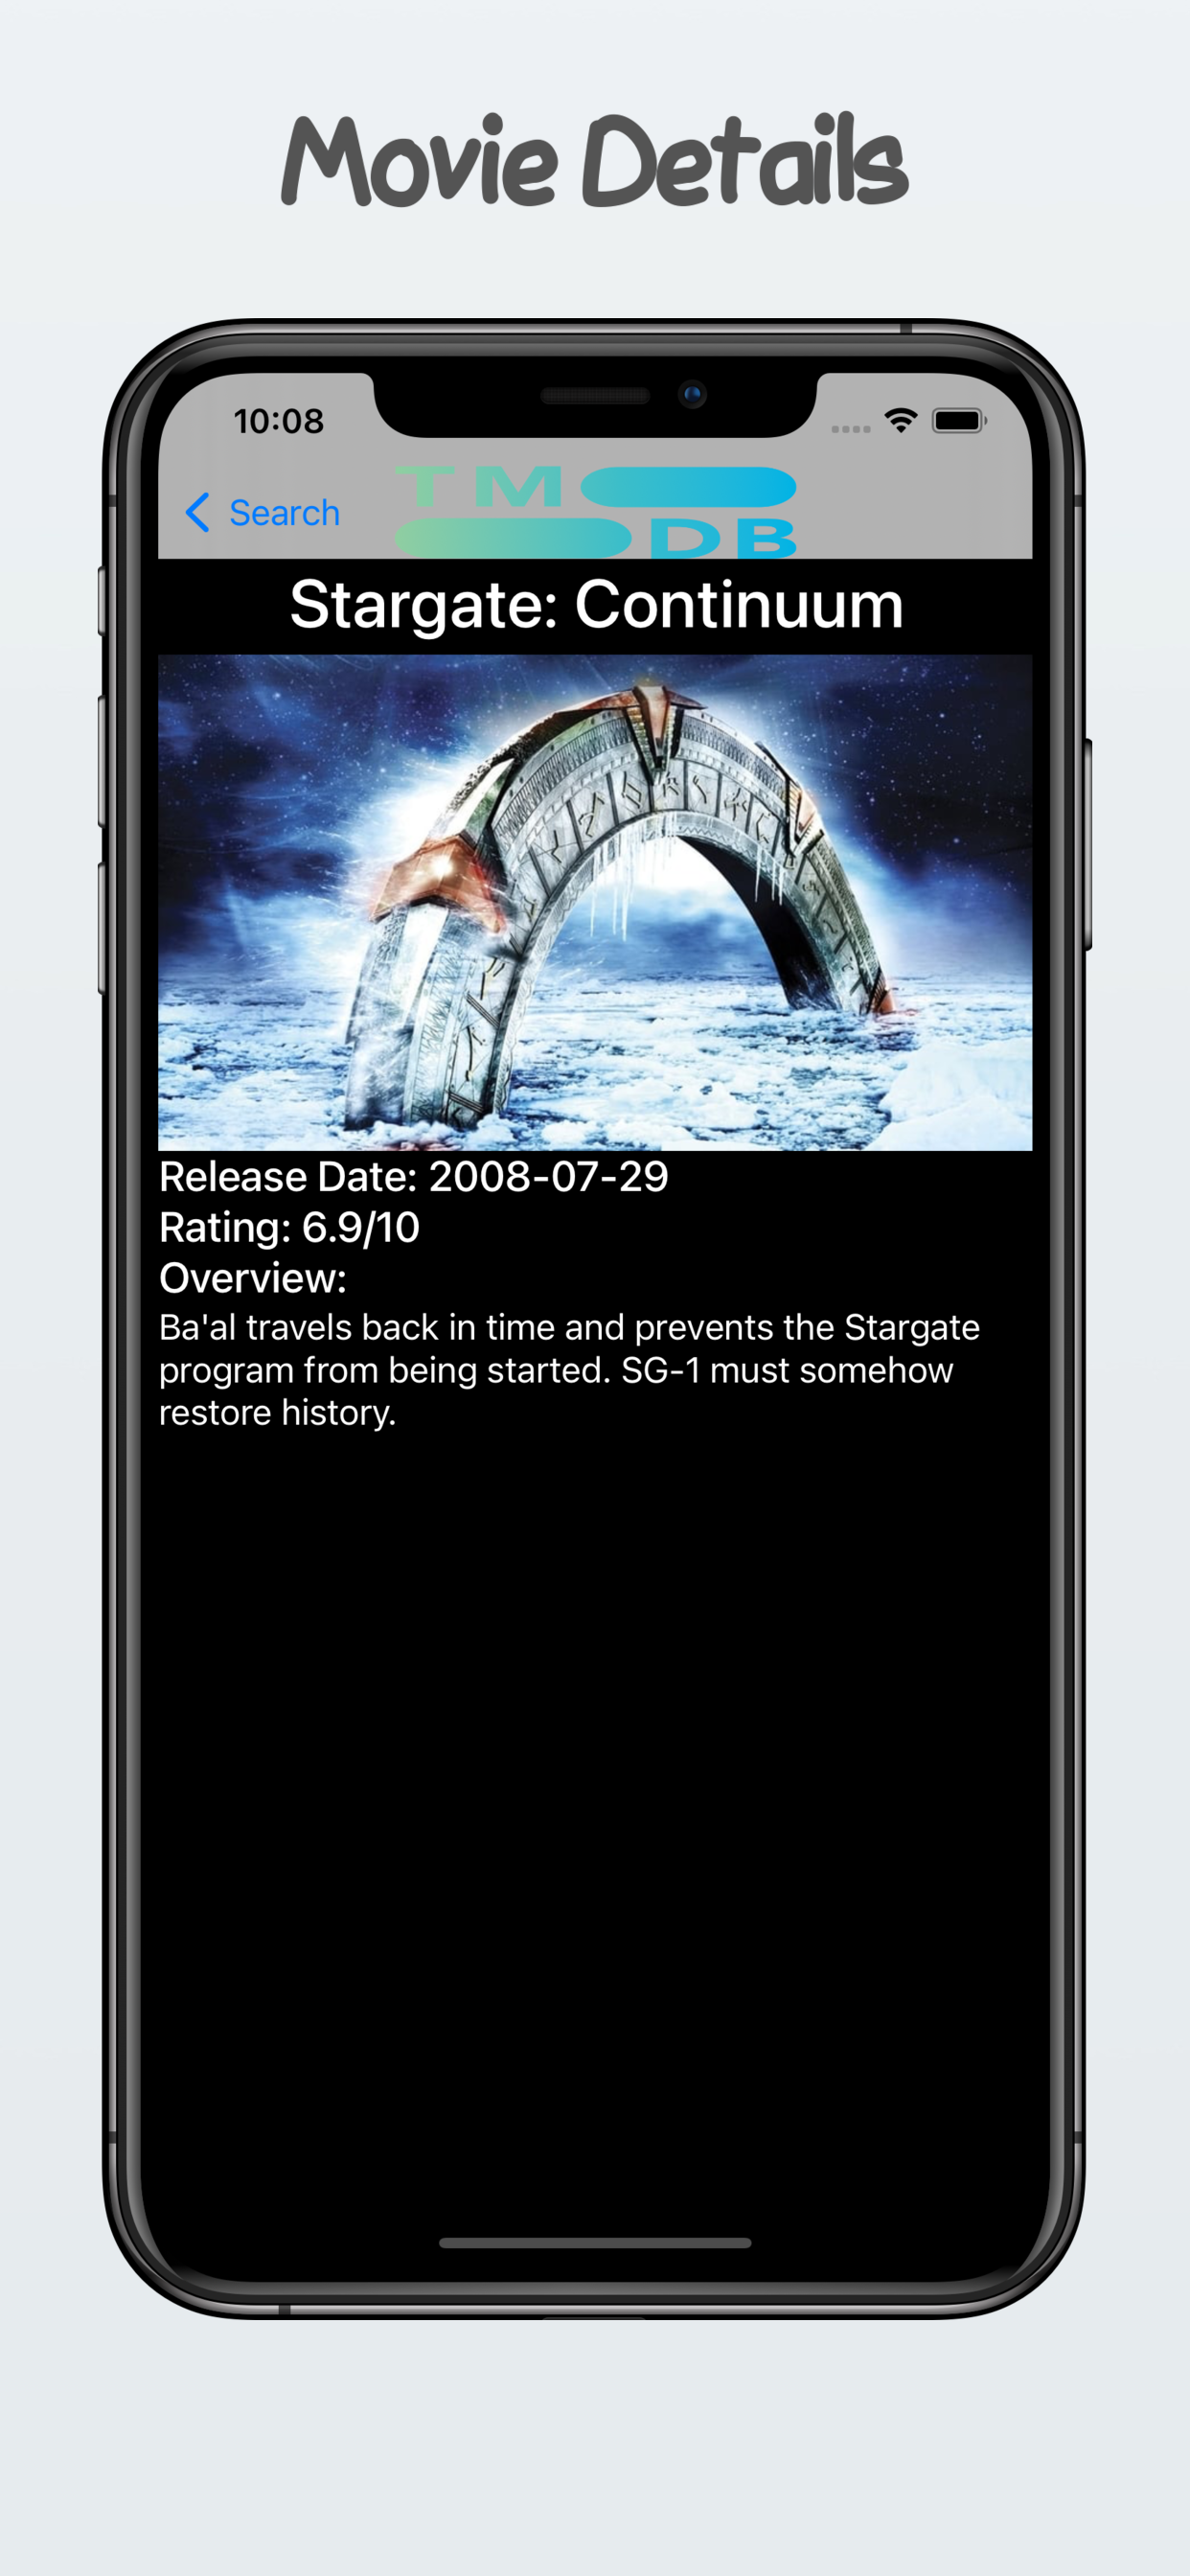 Movie Details
10:08
Search
TM
DB
Stargate: Continuum
Release Date: 2008-07-29
Rating: 6.9/10
Overview:
Ba'al travels back in time and prevents the Stargate
program from being started. SG-1 must somehow
restore history.